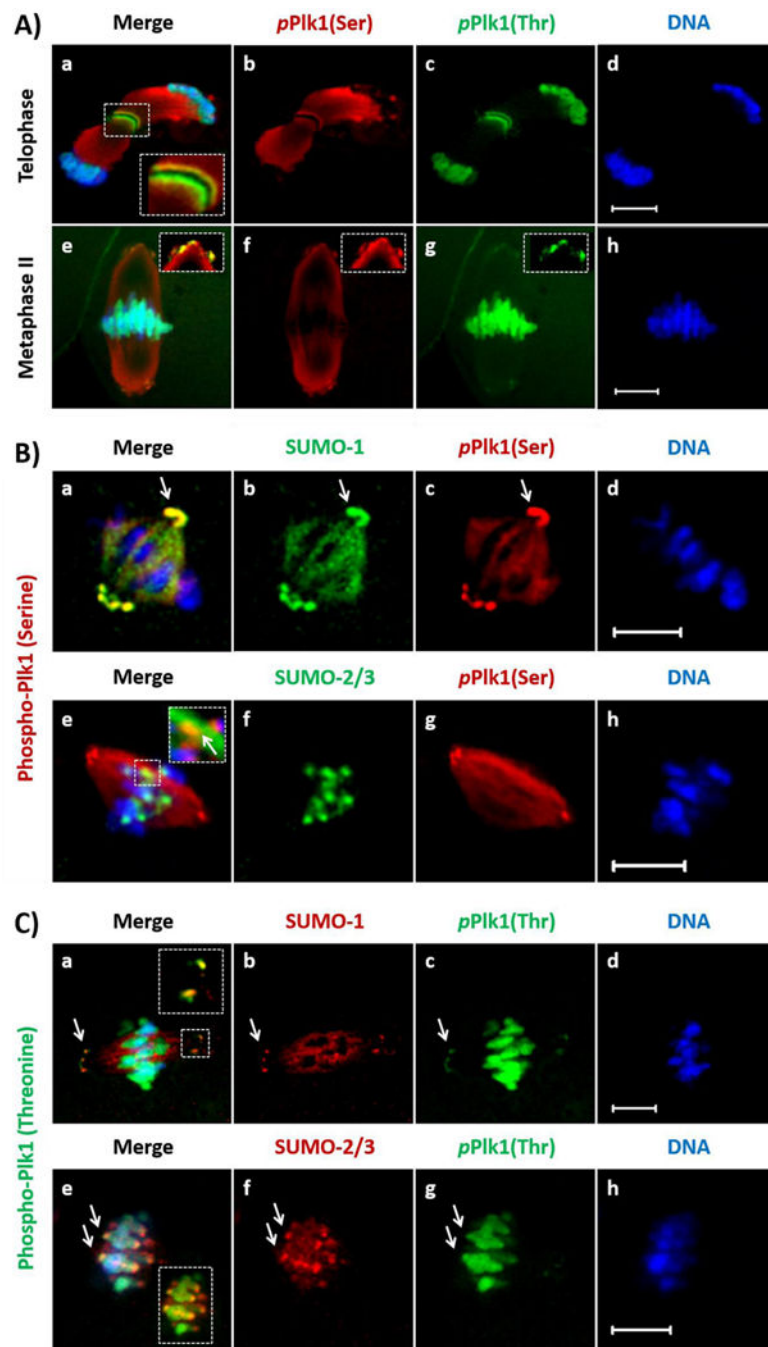 A)
Merge pPlk1(Ser) pPlk1(Thr) DNA
Telophase
a b c d
Metaphase II
e f g h
B)
Phospho-Plk1 (Serine)
Merge SUMO-1 pPlk1(Ser) DNA
a b c d
Merge SUMO-2/3 pPlk1(Ser) DNA
e f g h
C)
Phospho-Plk1 (Threonine)
Merge SUMO-1 pPlk1(Thr) DNA
a b c d
Merge SUMO-2/3 pPlk1(Thr) DNA
e f g h